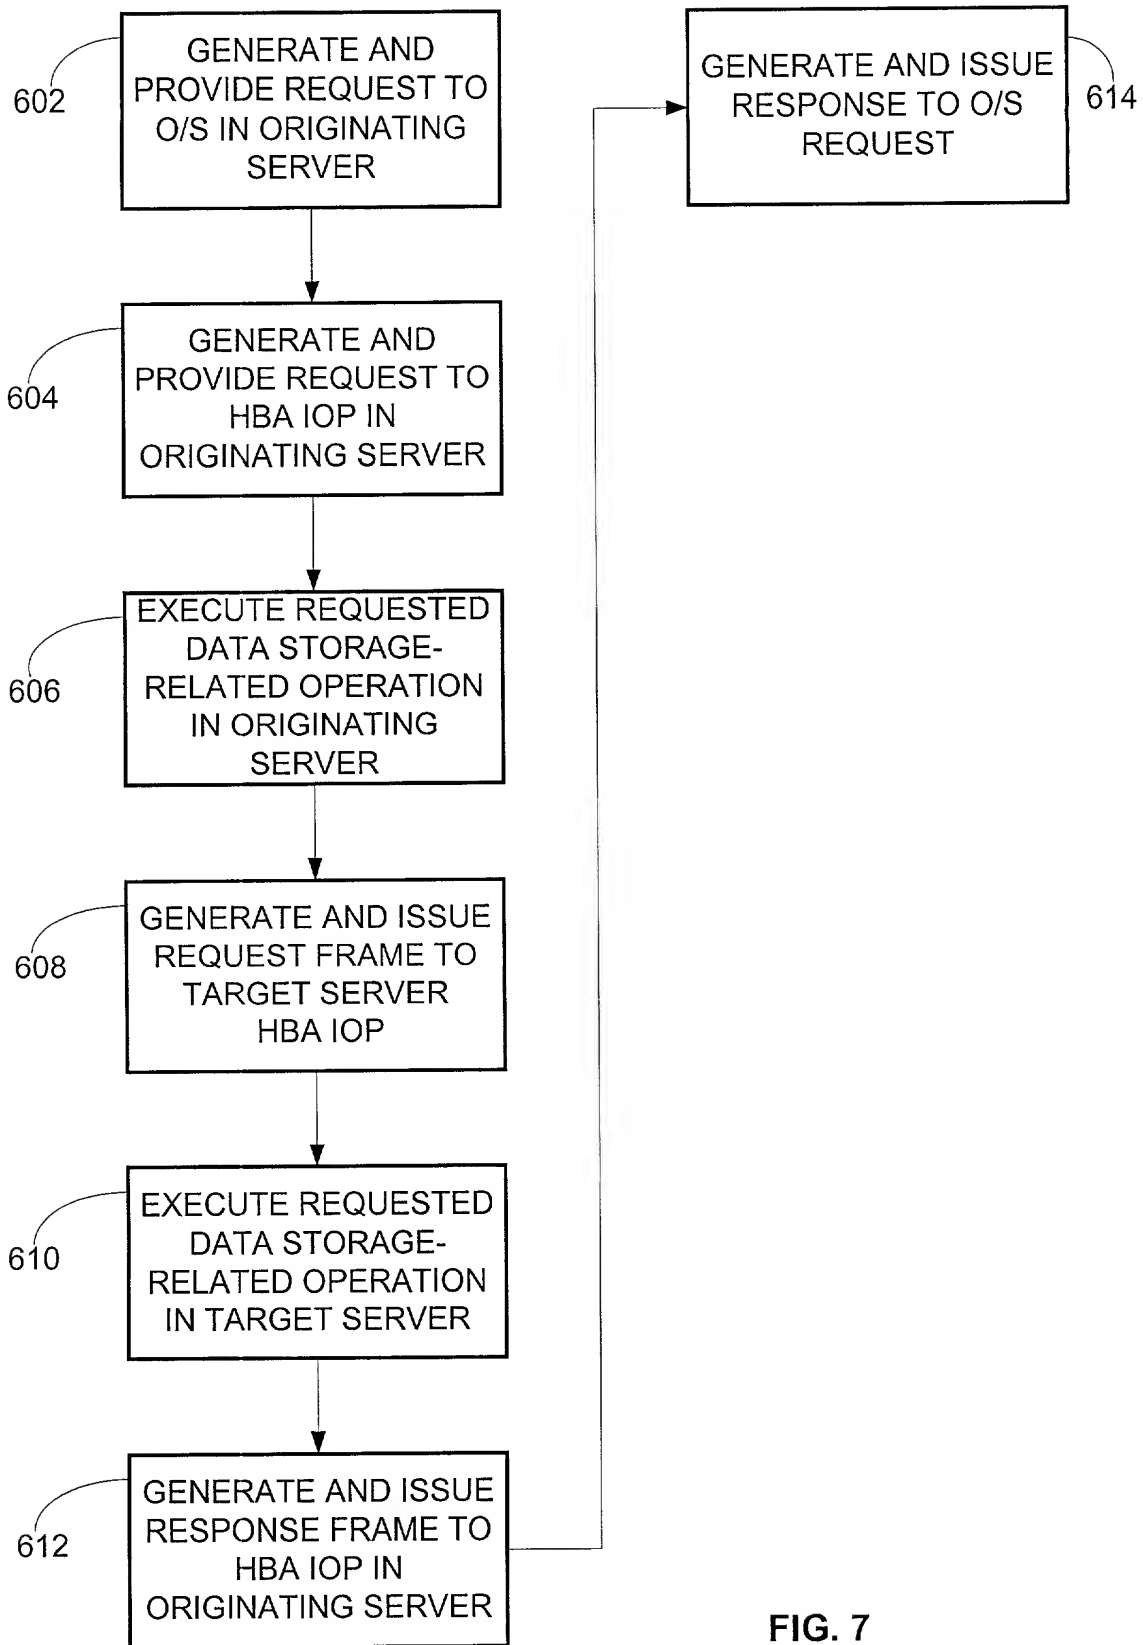 602
GENERATE AND
PROVIDE REQUEST TO
O/S IN ORIGINATING
SERVER
604
GENERATE AND
PROVIDE REQUEST TO
HBA IOP IN
ORIGINATING SERVER
606
EXECUTE REQUESTED
DATA STORAGE-
RELATED OPERATION
IN ORIGINATING
SERVER
608
GENERATE AND ISSUE
REQUEST FRAME TO
TARGET SERVER
HBA IOP
610
EXECUTE REQUESTED
DATA STORAGE-
RELATED OPERATION
IN TARGET SERVER
612
GENERATE AND ISSUE
RESPONSE FRAME TO
HBA IOP IN
ORIGINATING SERVER
GENERATE AND ISSUE
RESPONSE TO O/S
REQUEST
614
FIG. 7